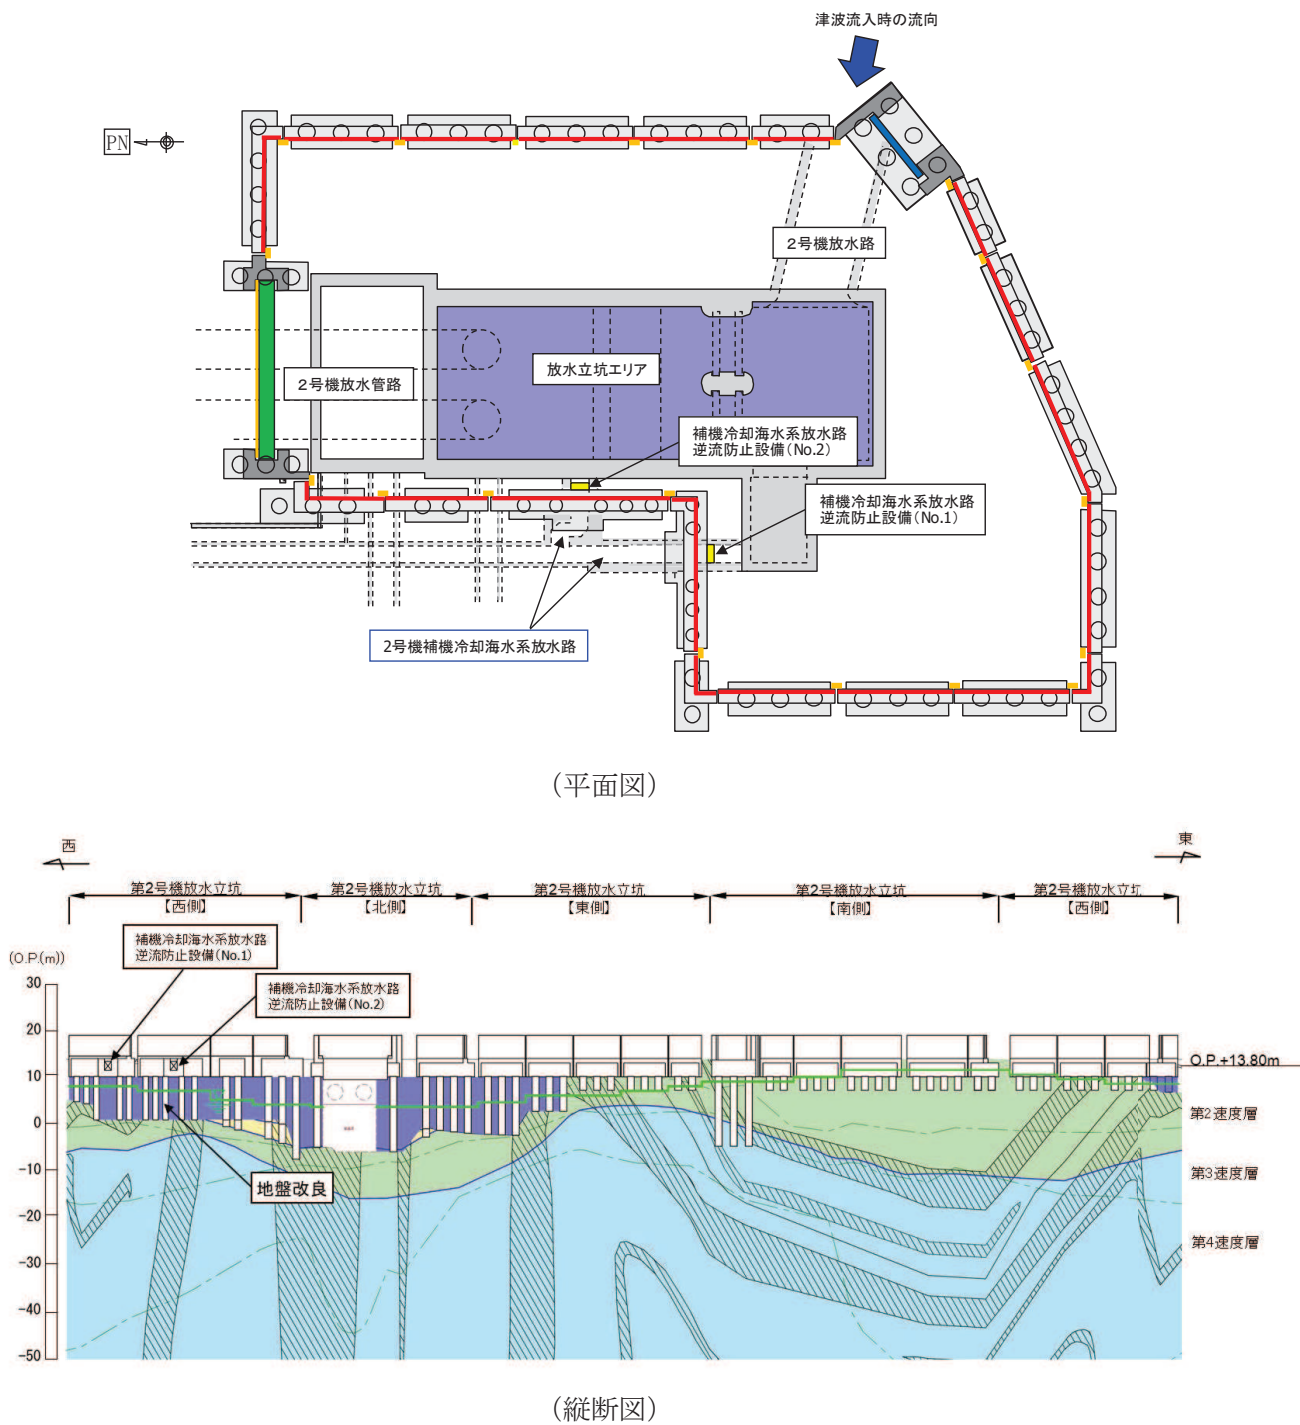 津波流入時の流向
PN
2号機放水路
放水立坑エリア
2号機放水管路
補機冷却海水系放水路
逆流防止設備(No.2)
補機冷却海水系放水路
逆流防止設備(No.1)
2号機補機冷却海水系放水路
(平面図)
西
東
第2号機放水立坑
【西側】
第2号機放水立坑
【北側】
第2号機放水立坑
【東側】
第2号機放水立坑
【南側】
第2号機放水立坑
【西側】
補機冷却海水系放水路
逆流防止設備(No.1)
補機冷却海水系放水路
逆流防止設備(No.2)
(O.P.(m))
30
20
10
0
-10
-20
-30
-40
-50
O.P.+13.80m
第2速度層
第3速度層
第4速度層
地盤改良
(縦断図)